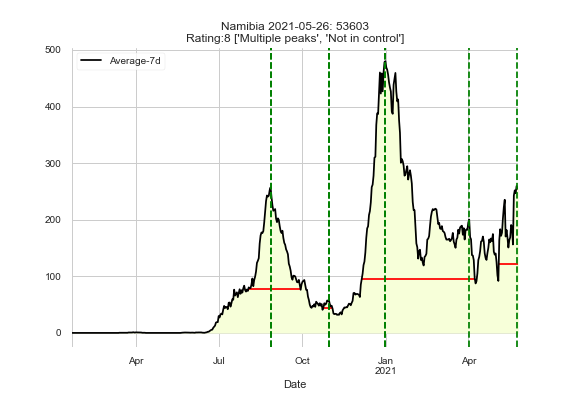 Namibia 2021-05-26: 53603
Rating:8 ['Multiple peaks', 'Not in control']
500
Average-7d
400
300
200
100
0
Apr
Jul
Oct
Jan
2021
Apr
Date